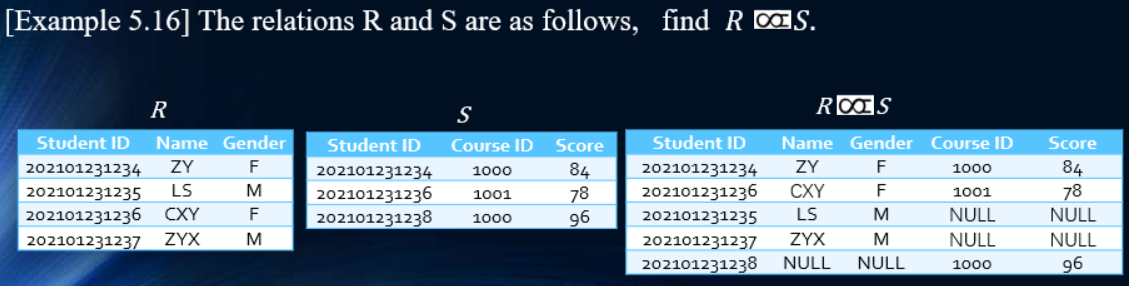 [Example 5.16] The relations R and S are as follows, find R ⟗ S.
R
Student ID Name Gender
202101231234 ZY F
202101231235 LS M
202101231236 CXY F
202101231237 ZYX M
S
Student ID Course ID Score
202101231234 1000 84
202101231236 1001 78
202101231238 1000 96
R ⟗ S
Student ID Name Gender Course ID Score
202101231234 ZY F 1000 84
202101231236 CXY F 1001 78
202101231235 LS M NULL NULL
202101231237 ZYX M NULL NULL
202101231238 NULL NULL 1000 96